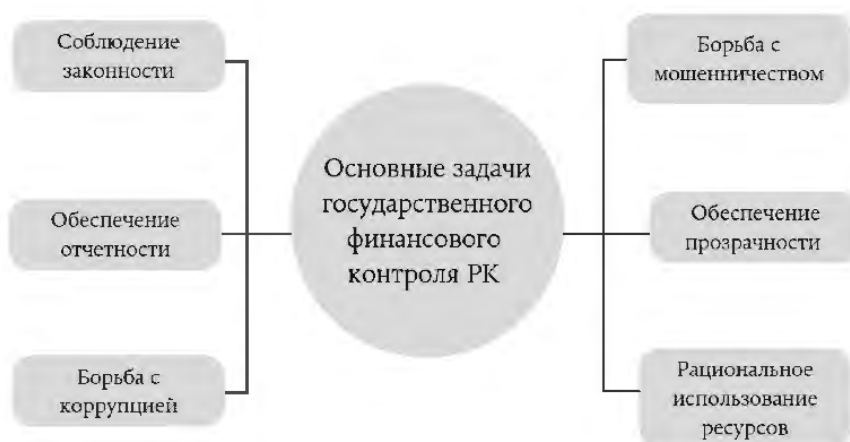 Соблюдение
законности
Обеспечение
отчетности
Борьба с
коррупцией
Основные задачи
государственного
финансового
контроля РК
Борьба с
мошенничеством
Обеспечение
прозрачности
Рациональное
использование
ресурсов